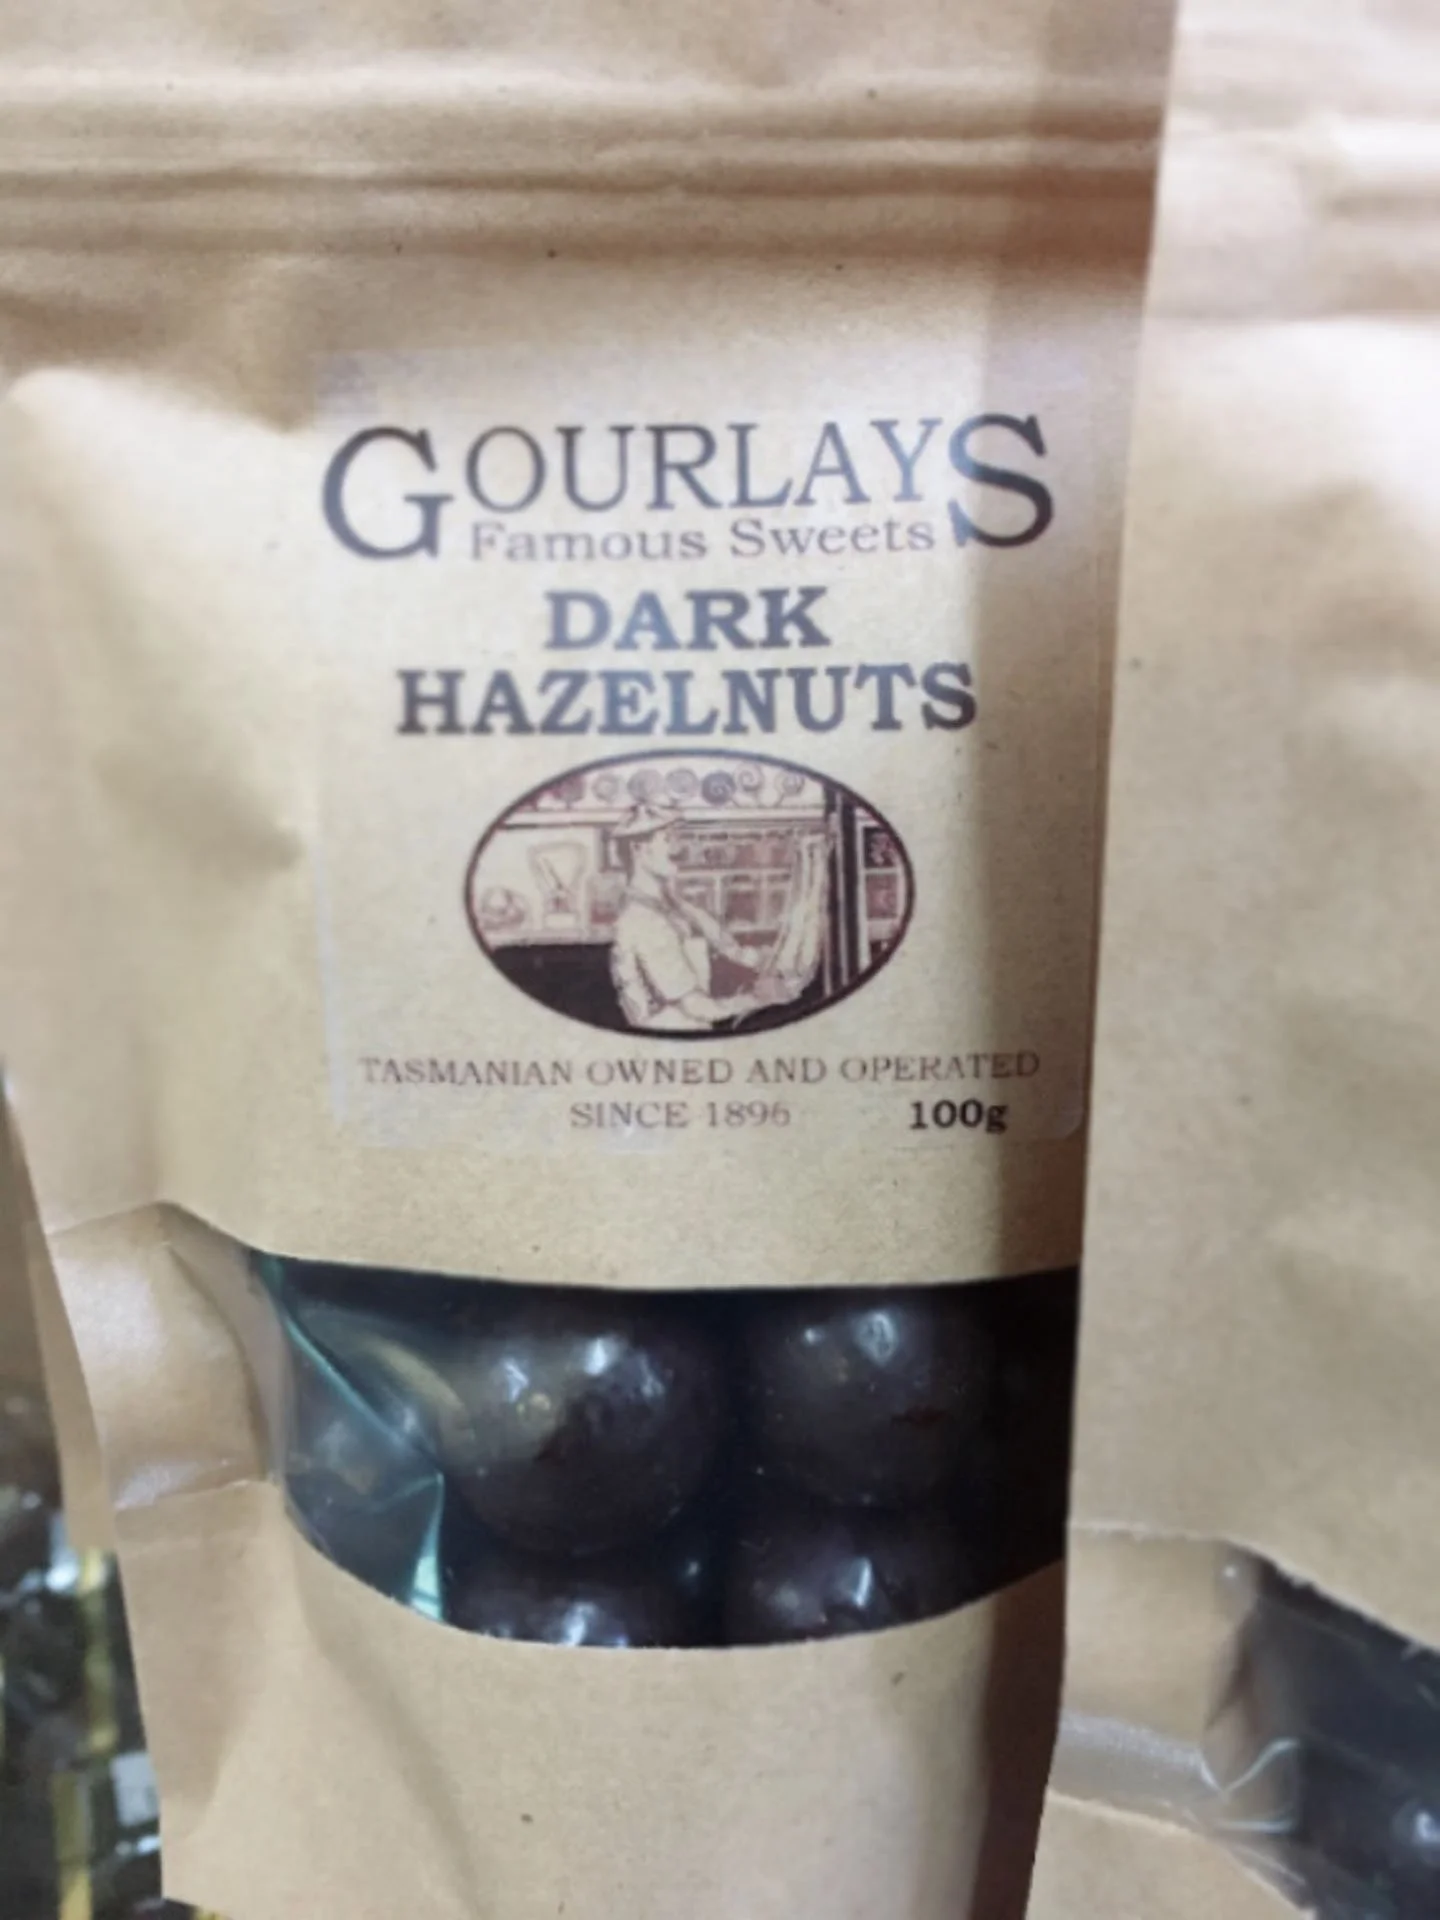 GOURLAYS
Famous Sweets
DARK
HAZELNUTS
TASMANIAN OWNED AND OPERATED
SINCE 1896 100g